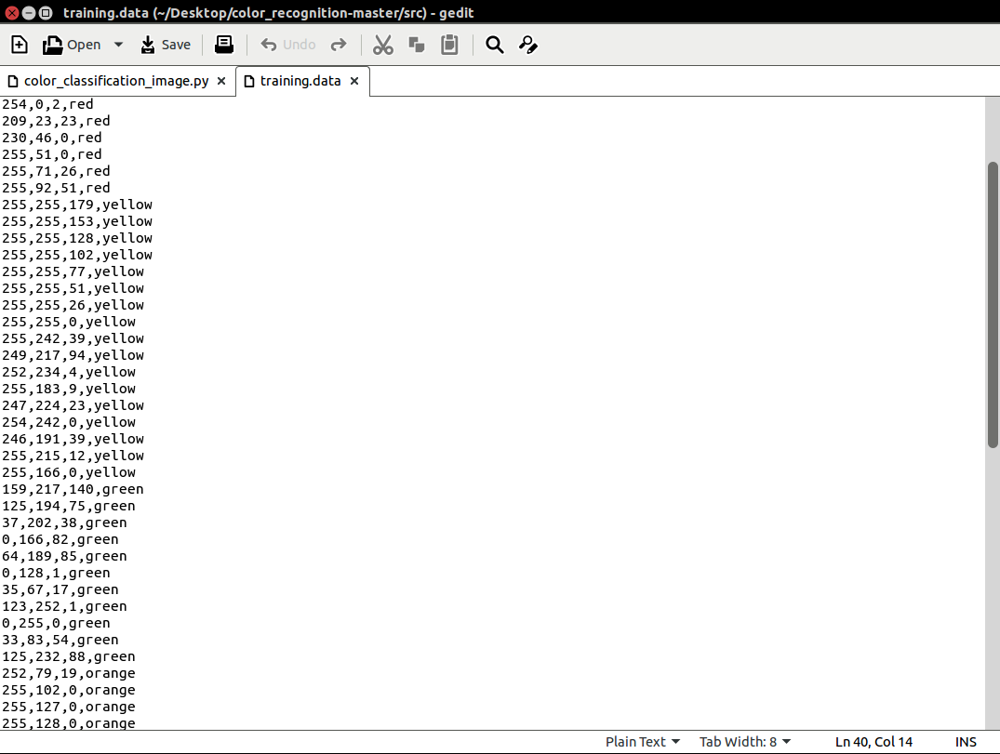 training.data (~/Desktop/color_recognition-master/src) - gedit
Open Save Undo
color_classification_image.py training.data
254,0,2,red
209,23,23,red
230,46,0,red
255,51,0,red
255,71,26,red
255,92,51,red
255,255,179,yellow
255,255,153,yellow
255,255,128,yellow
255,255,102,yellow
255,255,77,yellow
255,255,51,yellow
255,255,26,yellow
255,255,0,yellow
255,242,39,yellow
249,217,94,yellow
252,234,4,yellow
255,183,9,yellow
247,224,23,yellow
254,242,0,yellow
246,191,39,yellow
255,215,12,yellow
255,166,0,yellow
159,217,140,green
125,194,75,green
37,202,38,green
0,166,82,green
64,189,85,green
0,128,1,green
35,67,17,green
123,252,1,green
0,255,0,green
33,83,54,green
125,232,88,green
252,79,19,orange
255,102,0,orange
255,127,0,orange
255,128,0,orange
Plain Text Tab Width: 8 Ln 40, Col 14 INS